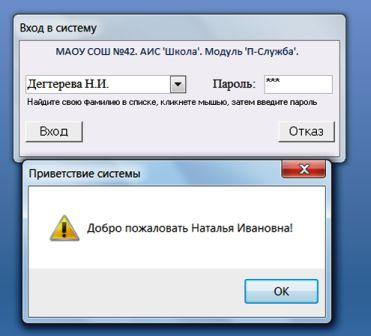 Вход в систему
МАОУ СОШ №42. АИС 'Школа'. Модуль 'П-Служба'.
Дегтерева Н.И. Пароль: ***
Найдите свою фамилию в списке, кликнете мышью, затем введите пароль
Вход Отказ
Приветствие системы
Добро пожаловать Наталья Ивановна!
OK